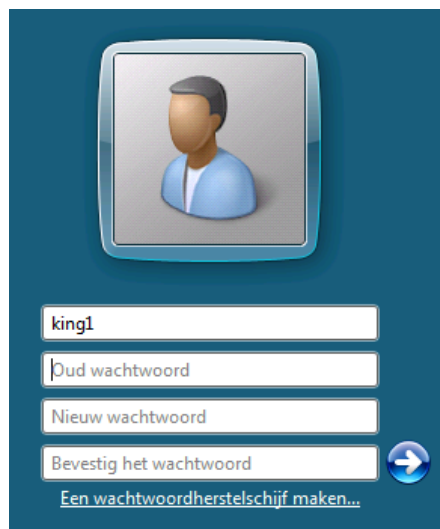 king1
Oud wachtwoord
Nieuw wachtwoord
Bevestig het wachtwoord
Een wachtwoordherstelschijf maken...